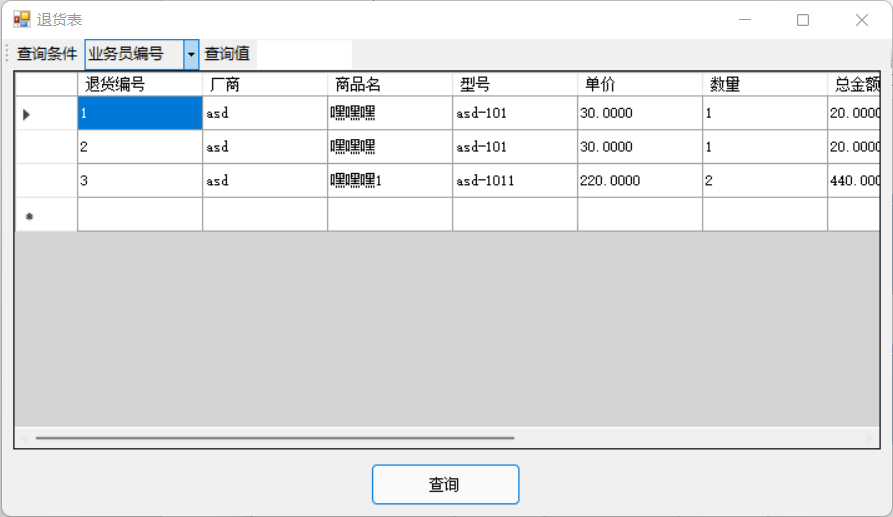 退货表
查询条件 业务员编号 查询值
退货编号 厂商 商品名 型号 单价 数量 总金额
1 asd 嘿嘿嘿 asd-101 30.0000 1 20.0000
2 asd 嘿嘿嘿 asd-101 30.0000 1 20.0000
3 asd 嘿嘿嘿1 asd-1011 220.0000 2 440.000
查询